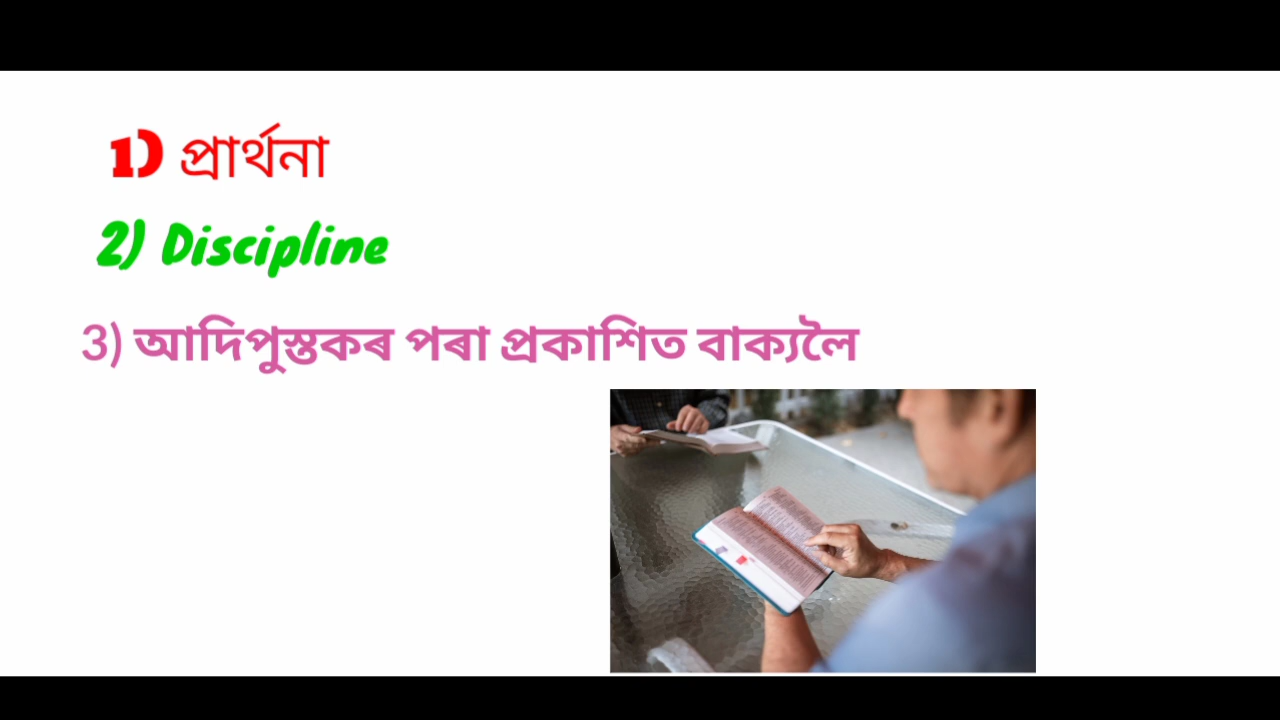 1) প্ৰাৰ্থনা
2) Discipline
3) আদিপুস্তকৰ পৰা প্ৰকাশিত বাক্যলৈ